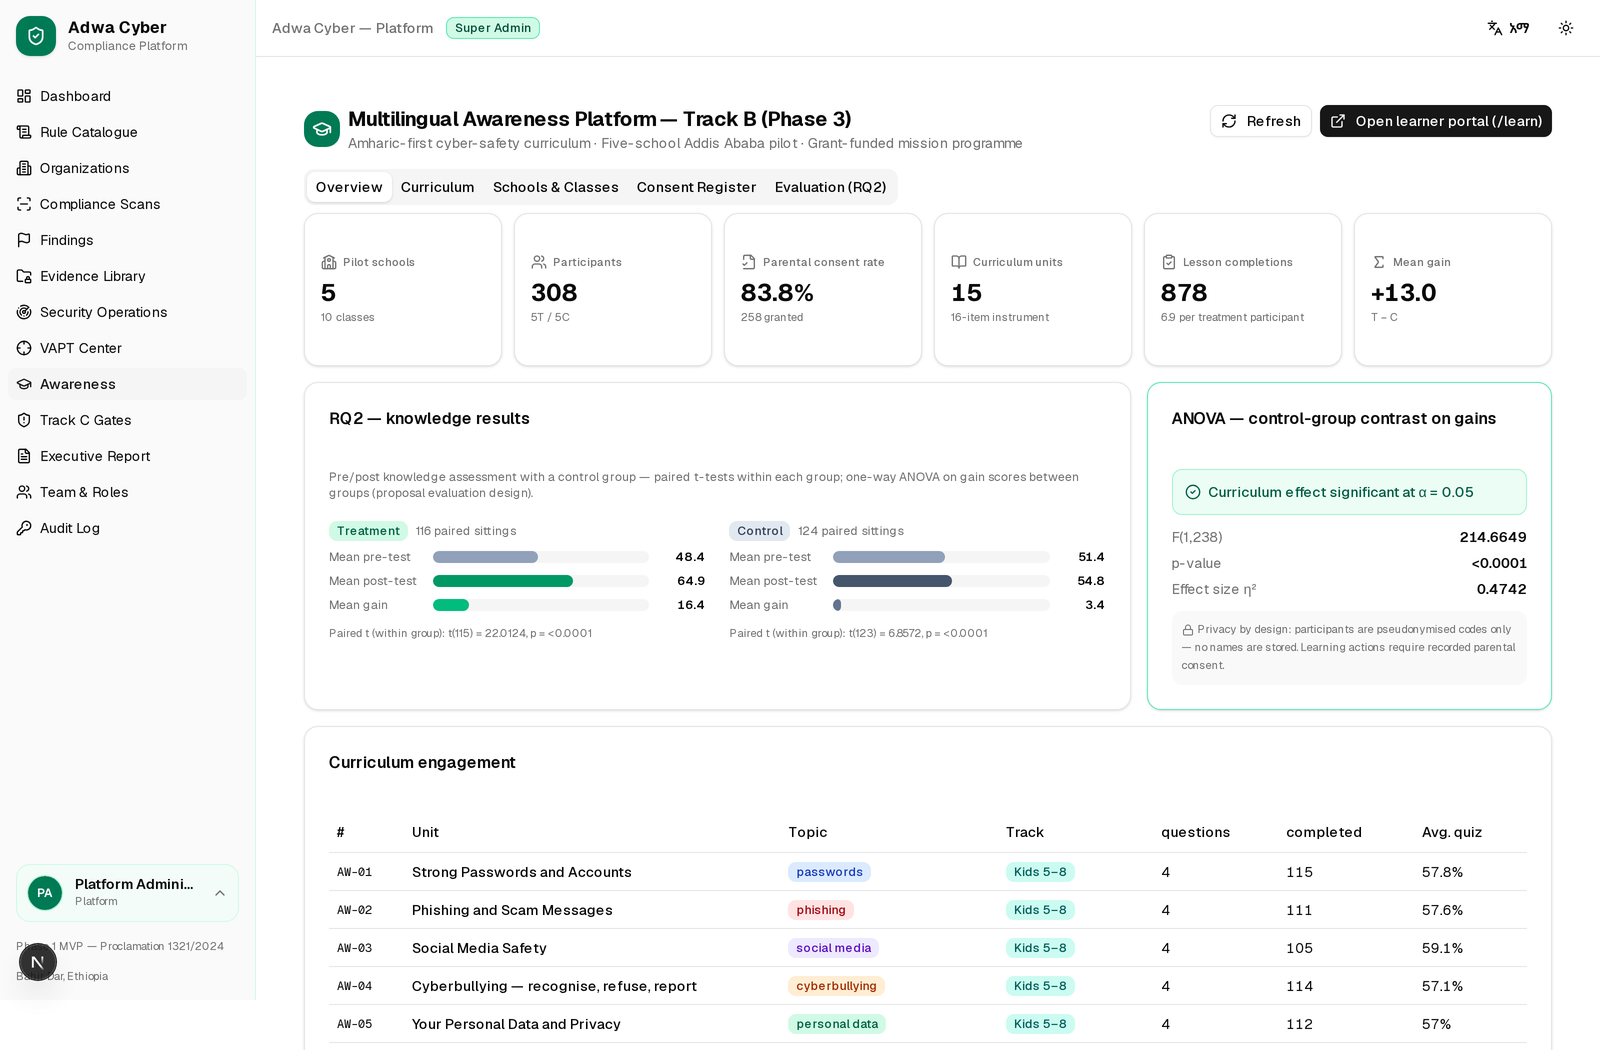 Adwa Cyber
Compliance Platform
Dashboard
Rule Catalogue
Organizations
Compliance Scans
Findings
Evidence Library
Security Operations
VAPT Center
Awareness
Track C Gates
Executive Report
Team & Roles
Audit Log
PA
Platform Admini...
Platform
1 MVP — Proclamation 1321/2024
Dar, Ethiopia
N
Adwa Cyber — Platform
Super Admin
አማ
Multilingual Awareness Platform — Track B (Phase 3)
Amharic-first cyber-safety curriculum · Five-school Addis Ababa pilot · Grant-funded mission programme
Refresh
Open learner portal (/learn)
Overview Curriculum Schools & Classes Consent Register Evaluation (RQ2)
Pilot schools
5
10 classes
Participants
308
5T / 5C
Parental consent rate
83.8%
258 granted
Curriculum units
15
16-item instrument
Lesson completions
878
6.9 per treatment participant
Mean gain
+13.0
T − C
RQ2 — knowledge results
Pre/post knowledge assessment with a control group — paired t-tests within each group; one-way ANOVA on gain scores between
groups (proposal evaluation design).
Treatment 116 paired sittings
Mean pre-test 48.4
Mean post-test 64.9
Mean gain 16.4
Paired t (within group): t(115) = 22.0124, p = <0.0001
Control 124 paired sittings
Mean pre-test 51.4
Mean post-test 54.8
Mean gain 3.4
Paired t (within group): t(123) = 6.8572, p = <0.0001
ANOVA — control-group contrast on gains
Curriculum effect significant at α = 0.05
F(1,238) 214.6649
p-value <0.0001
Effect size η² 0.4742
Privacy by design: participants are pseudonymised codes only
— no names are stored. Learning actions require recorded parental
consent.
Curriculum engagement
# Unit Topic Track questions completed Avg. quiz
AW-01 Strong Passwords and Accounts passwords Kids 5–8 4 115 57.8%
AW-02 Phishing and Scam Messages phishing Kids 5–8 4 111 57.6%
AW-03 Social Media Safety social media Kids 5–8 4 105 59.1%
AW-04 Cyberbullying — recognise, refuse, report cyberbullying Kids 5–8 4 114 57.1%
AW-05 Your Personal Data and Privacy personal data Kids 5–8 4 112 57%